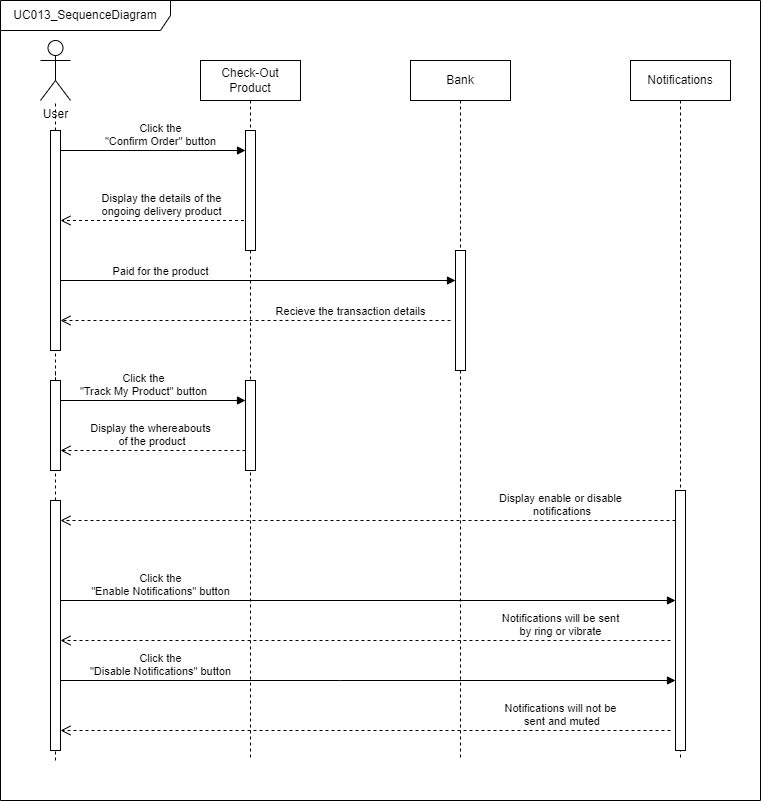 UC013_SequenceDiagram
User
Check-Out
Product
Bank
Notifications
Click the
"Confirm Order" button
Display the details of the
ongoing delivery product
Paid for the product
Recieve the transaction details
Click the
"Track My Product" button
Display the whereabouts
of the product
Display enable or disable
notifications
Click the
"Enable Notifications" button
Notifications will be sent
by ring or vibrate
Click the
"Disable Notifications" button
Notifications will not be
sent and muted